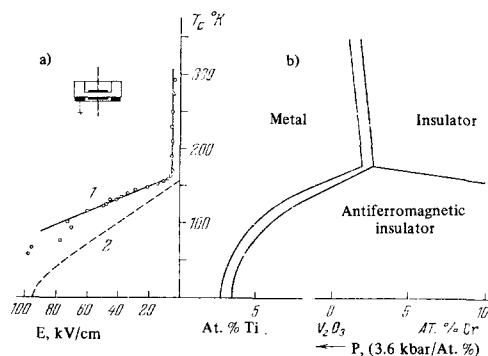 T_c °K
a)
b)
300
200
100
1
2
Metal
Insulator
Antiferromagnetic
insulator
100 80 60 40 20
5 0 5 10
E, kV/cm
At. % Ti
V₂O₃
AT. % Cr
P, (3.6 kbar/At. %)